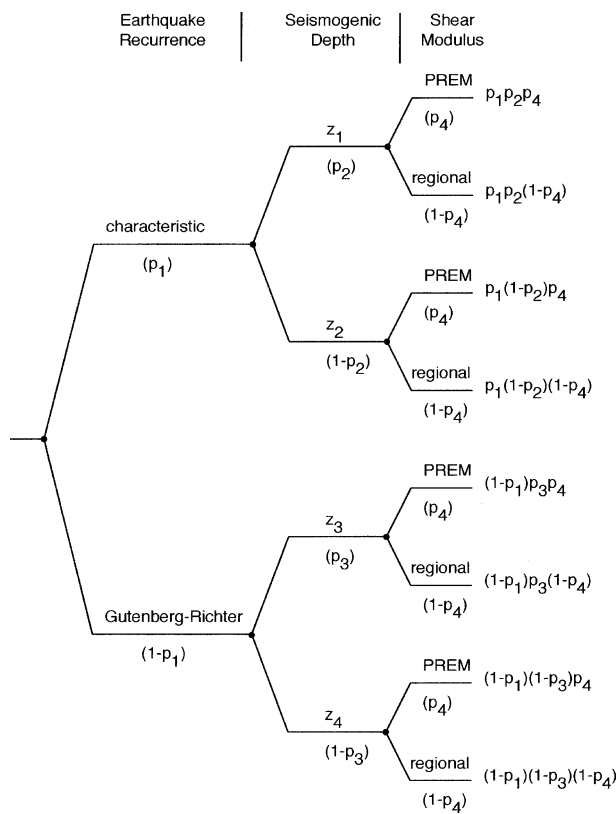 Earthquake Recurrence
Seismogenic Depth
Shear Modulus
PREM
p₁p₂p₄
(p₄)
z₁
(p₂)
regional
p₁p₂(1-p₄)
(1-p₄)
characteristic
(p₁)
PREM
p₁(1-p₂)p₄
(p₄)
z₂
(1-p₂)
regional
p₁(1-p₂)(1-p₄)
(1-p₄)
PREM
(1-p₁)p₃p₄
(p₄)
z₃
(p₃)
regional
(1-p₁)p₃(1-p₄)
(1-p₄)
Gutenberg-Richter
(1-p₁)
PREM
(1-p₁)(1-p₃)p₄
(p₄)
z₄
(1-p₃)
regional
(1-p₁)(1-p₃)(1-p₄)
(1-p₄)